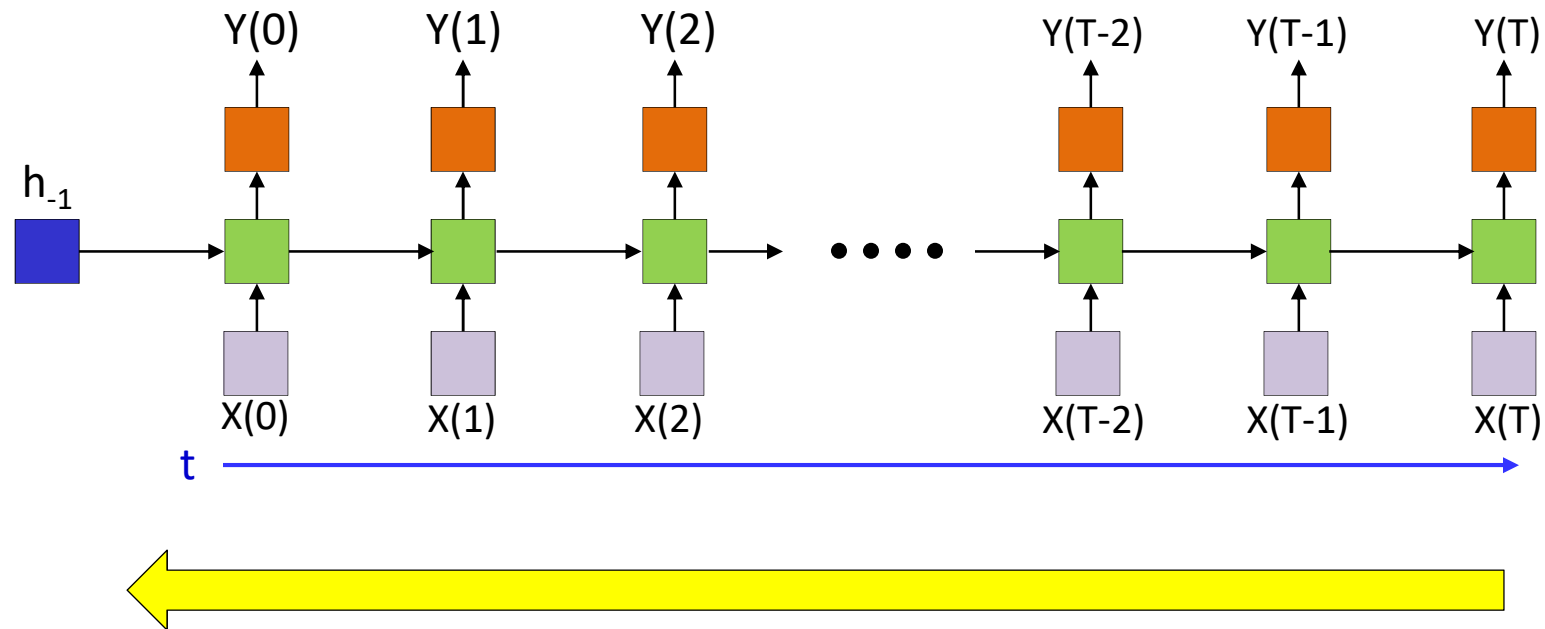 Y(0) Y(1) Y(2) Y(T-2) Y(T-1) Y(T)
h-1
X(0) X(1) X(2) X(T-2) X(T-1) X(T)
t